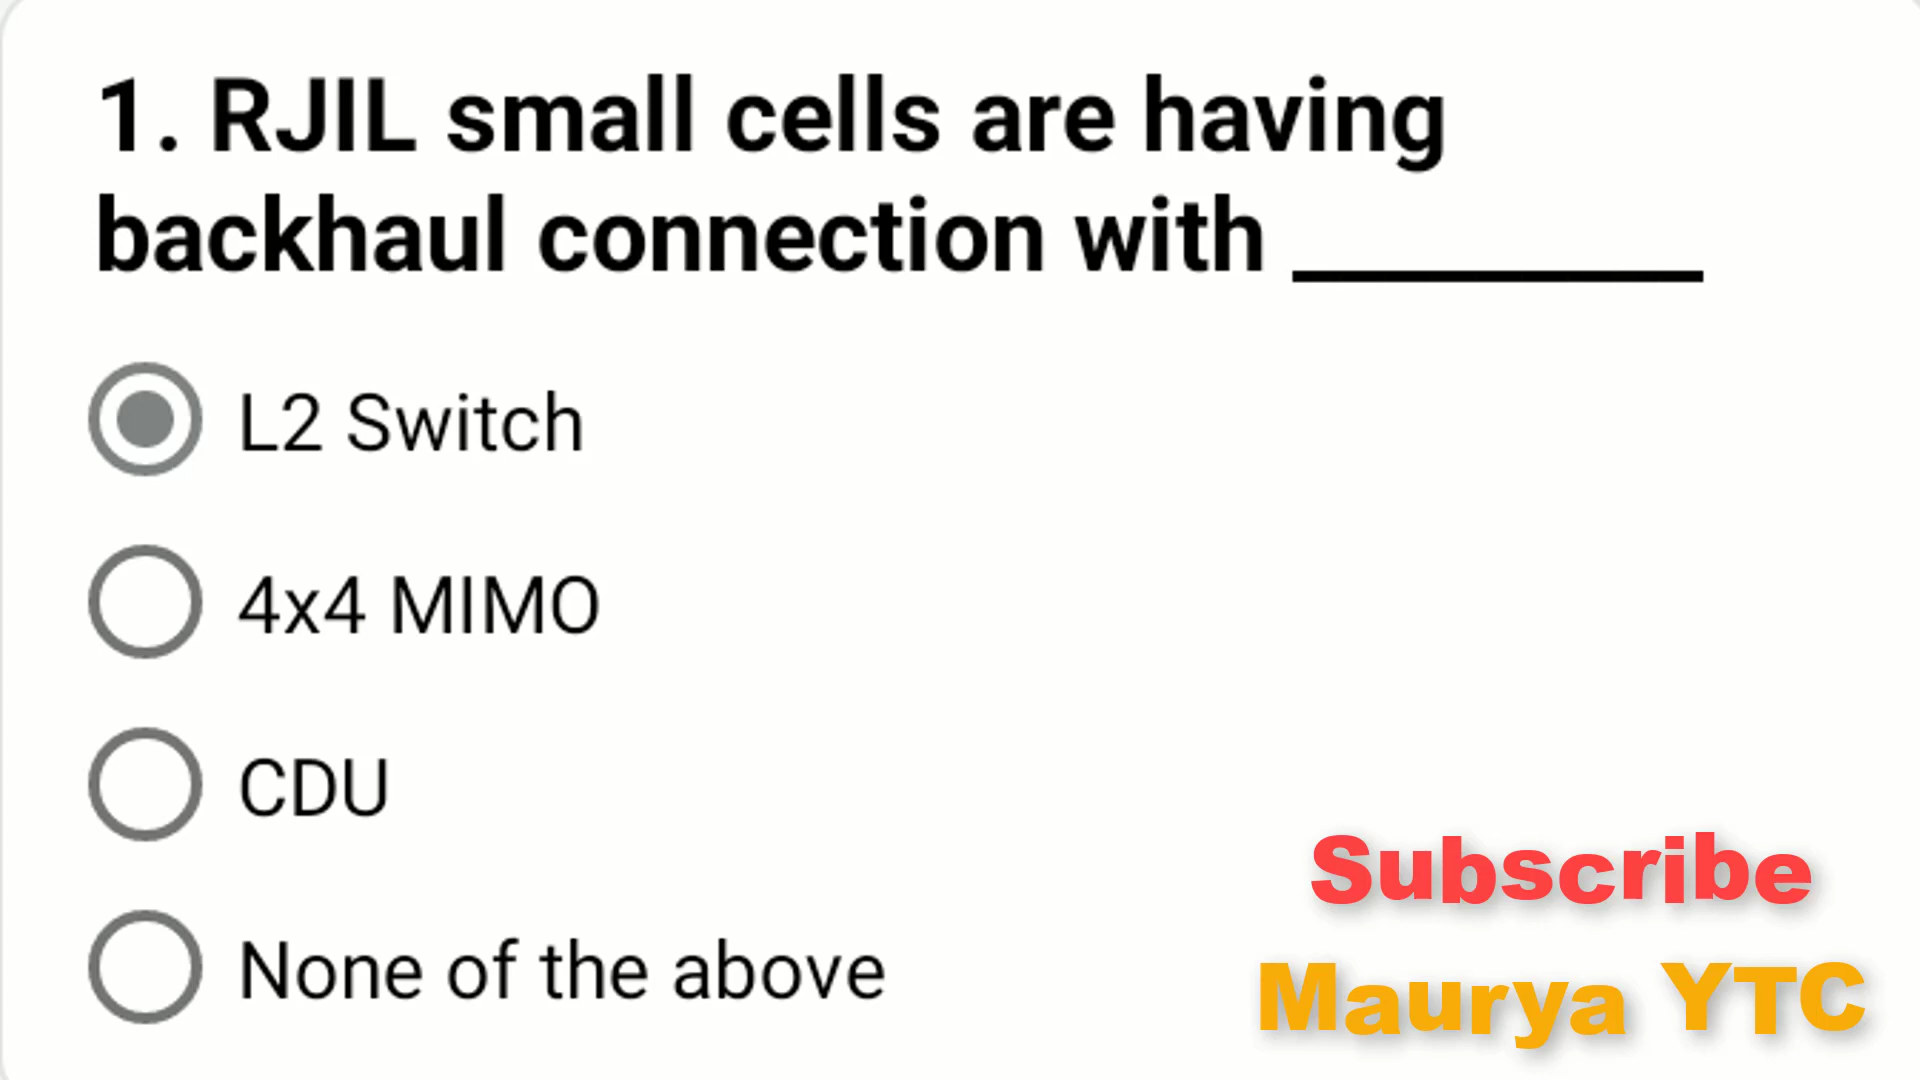 1. RJIL small cells are having
backhaul connection with ________
L2 Switch
4x4 MIMO
CDU
None of the above
Subscribe
Maurya YTC